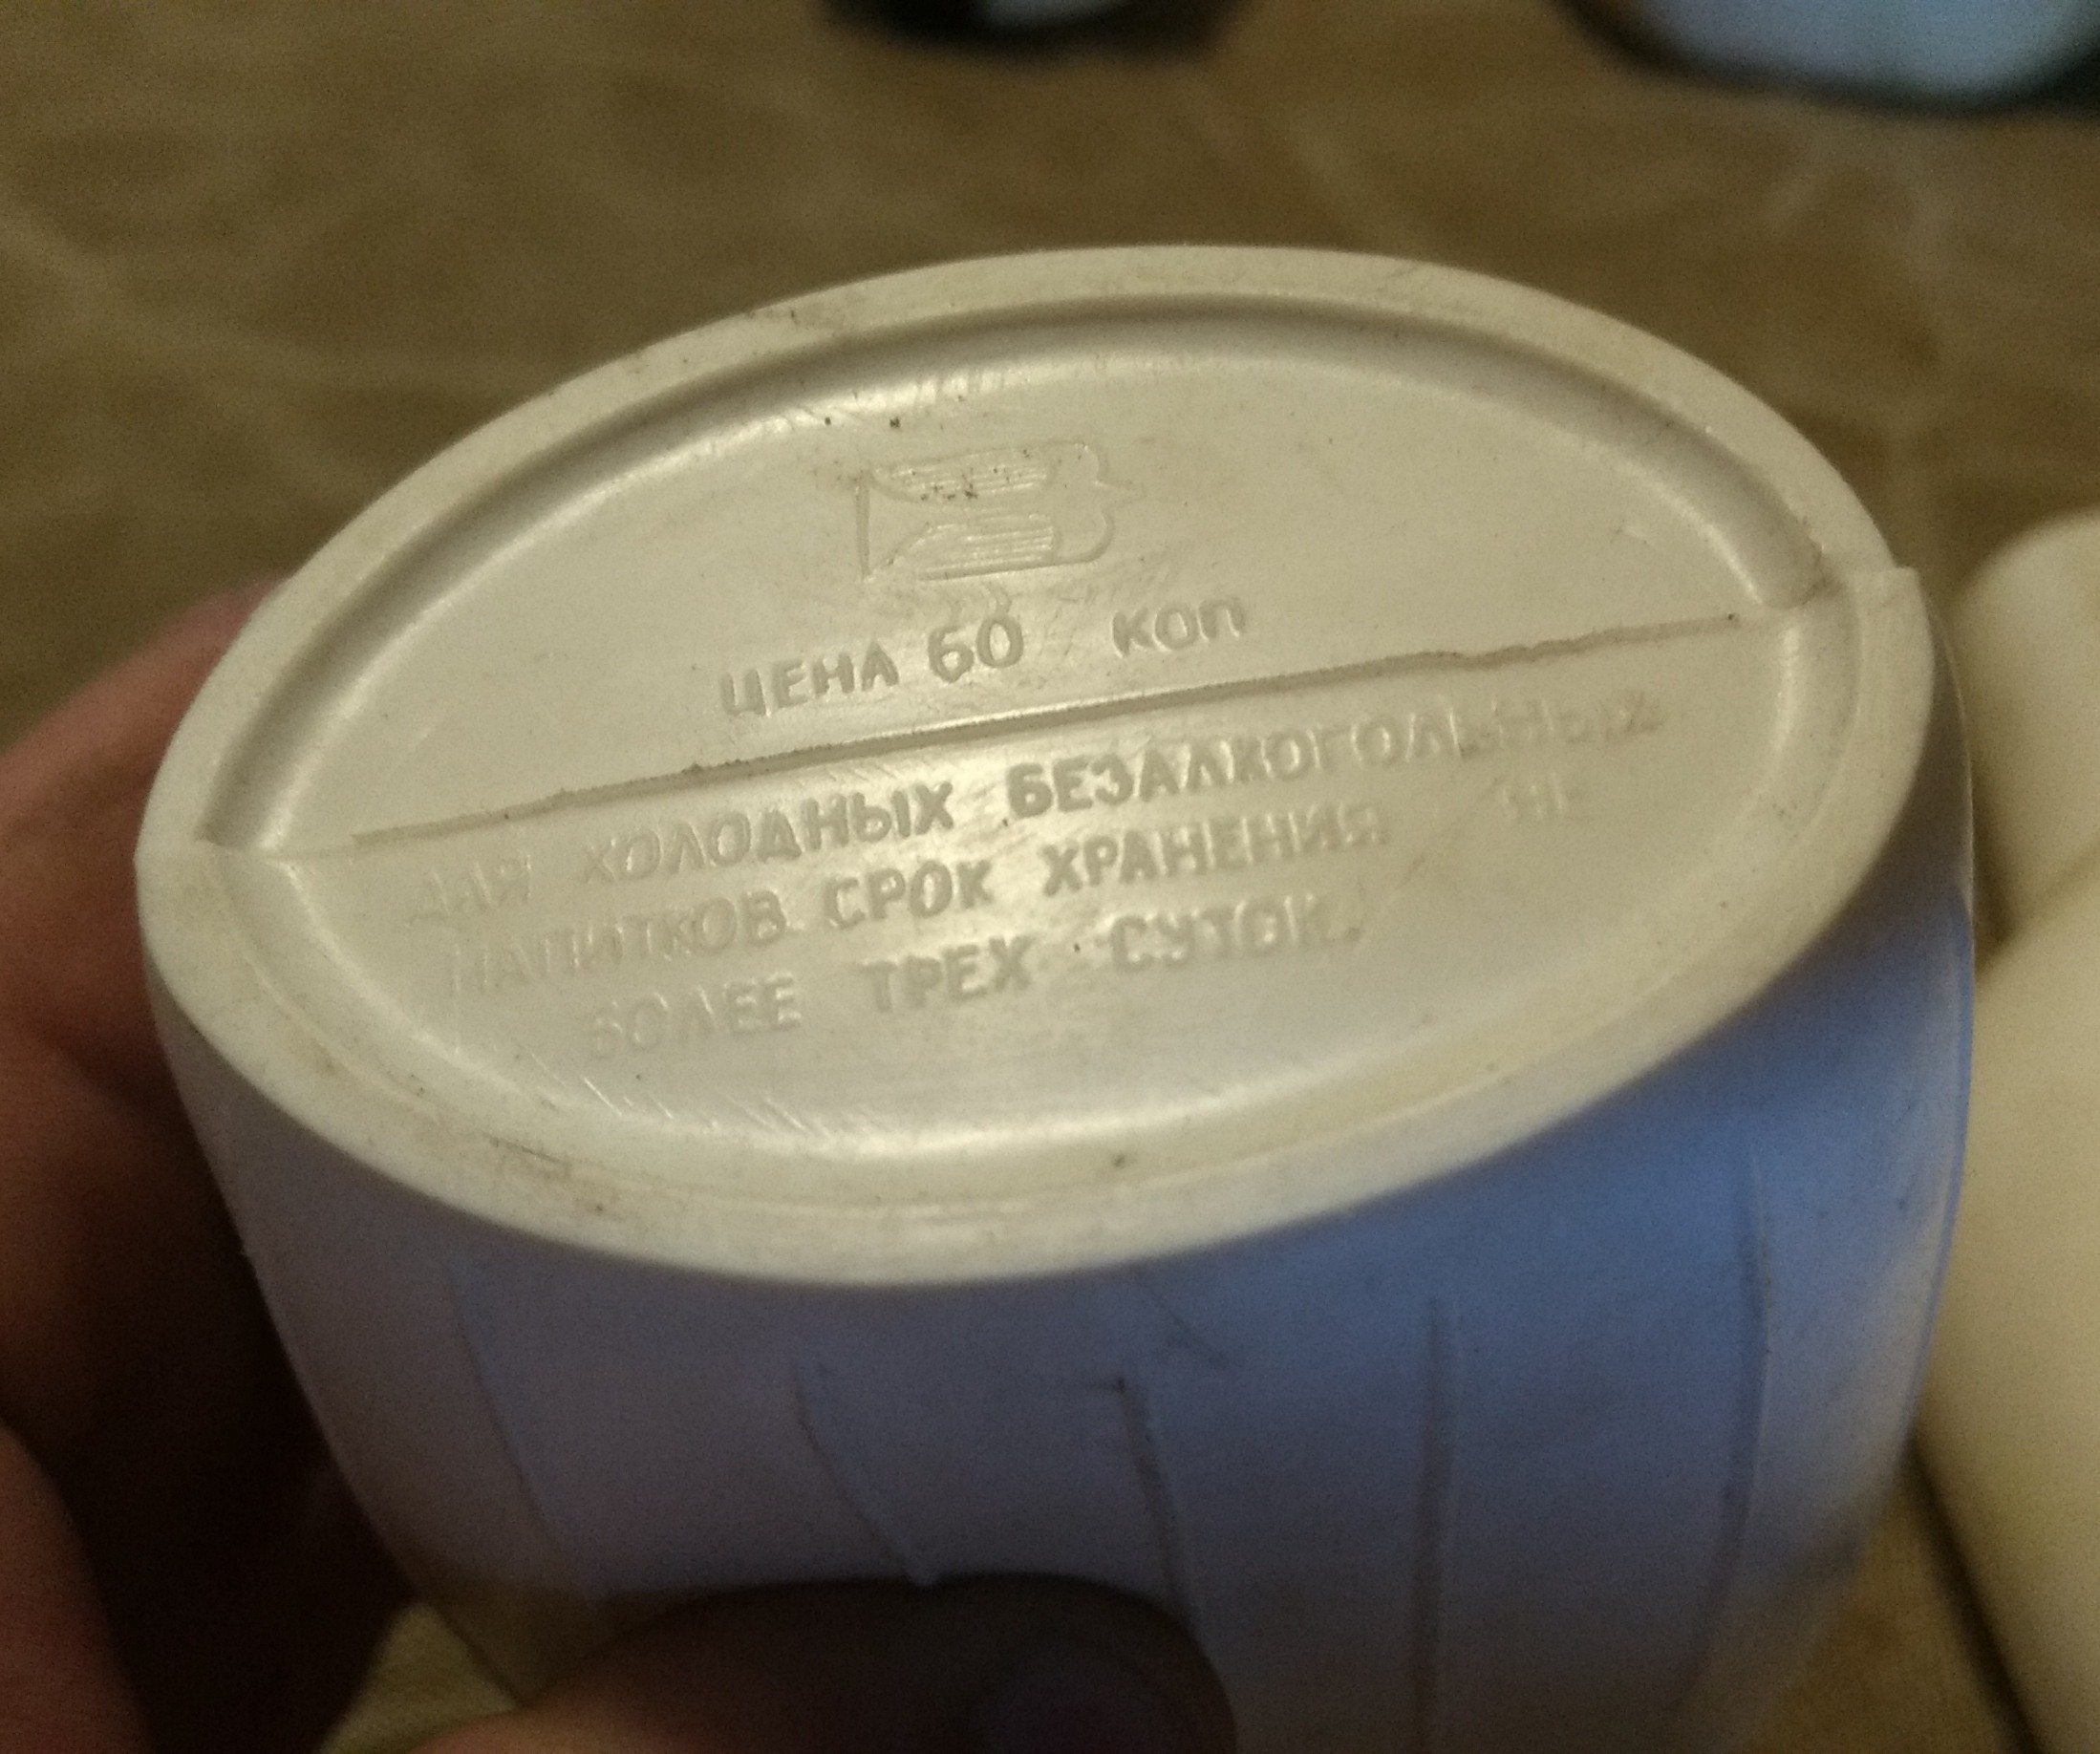 ЦЕНА 60 КОП
ДЛЯ ХОЛОДНЫХ БЕЗАЛКОГОЛЬНЫХ
НАПИТКОВ СРОК ХРАНЕНИЯ НЕ
БОЛЕЕ ТРЕХ СУТОК.